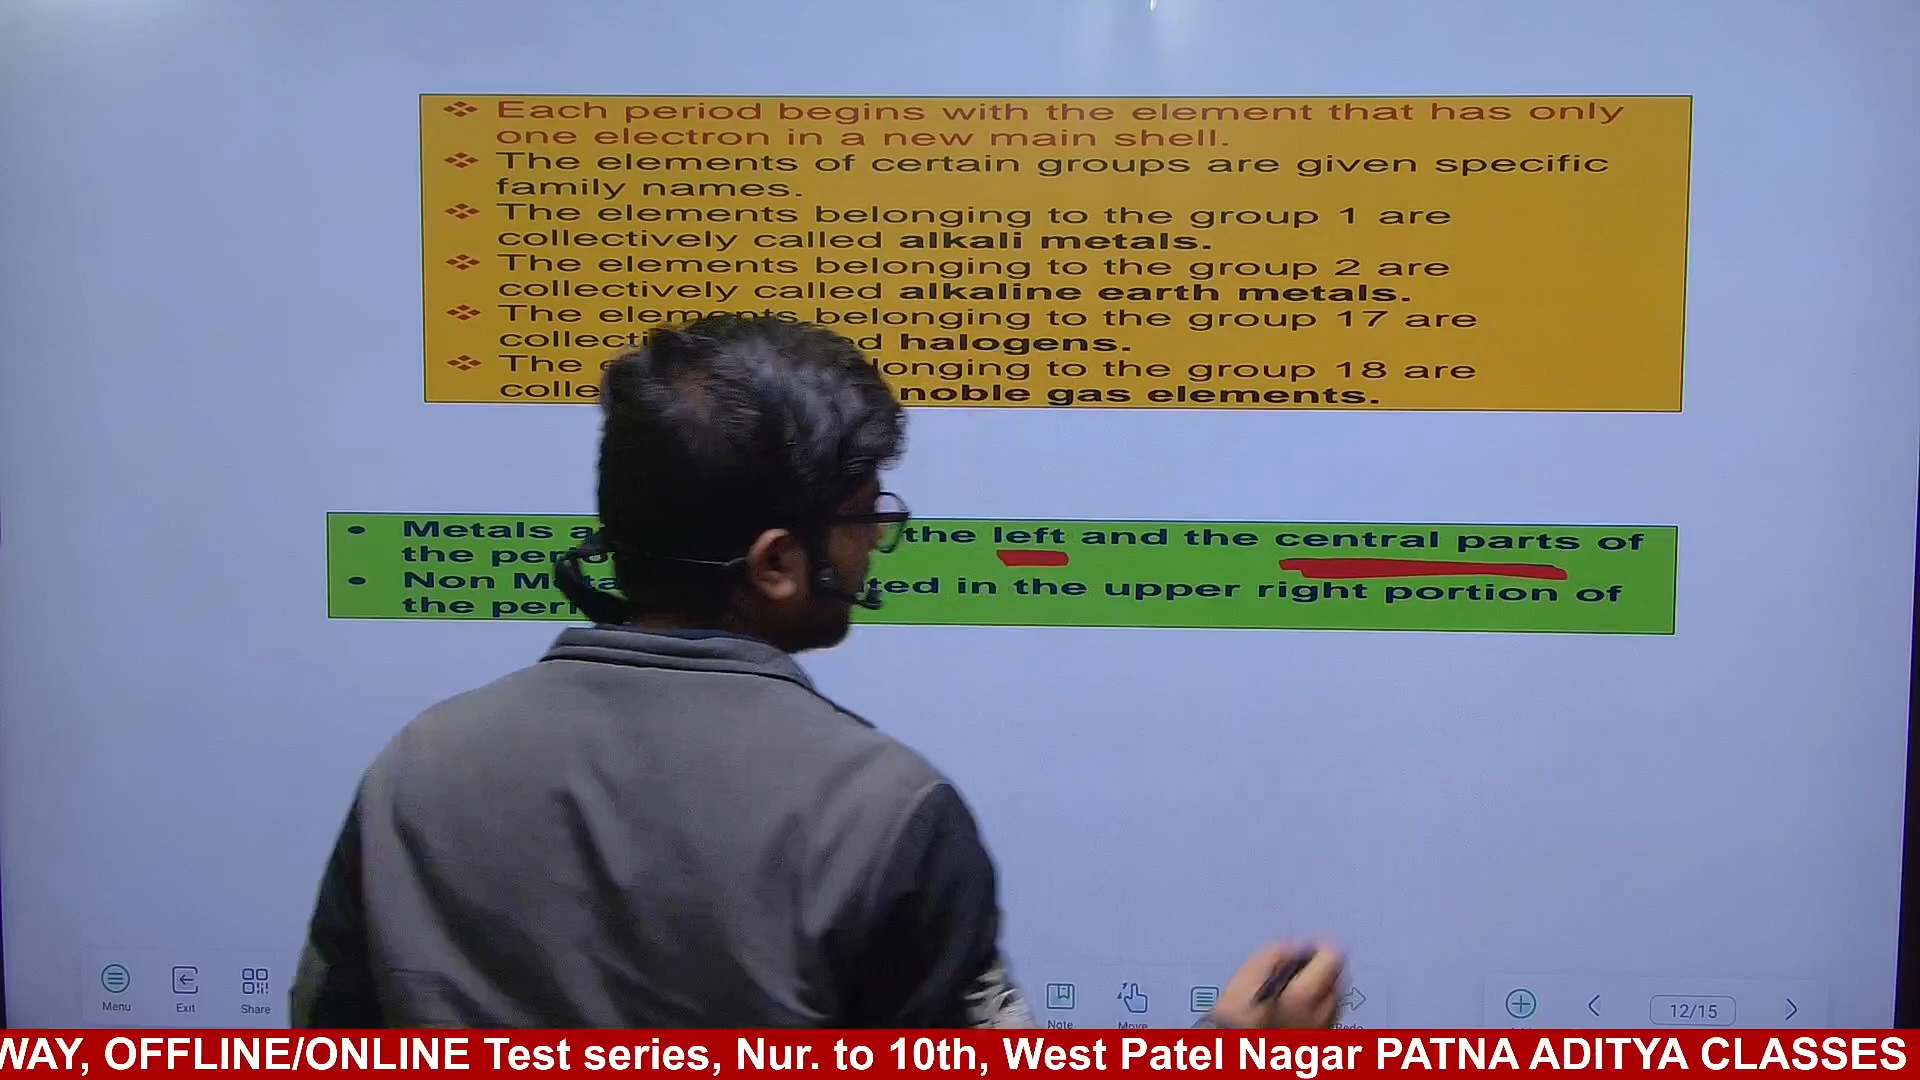 Each period begins with the element that has only
one electron in a new main shell.
The elements of certain groups are given specific
family names.
The elements belonging to the group 1 are
collectively called alkali metals.
The elements belonging to the group 2 are
collectively called alkaline earth metals.
The elements belonging to the group 17 are
halogens.
The belonging to the group 18 are
noble gas elements.
Metals the left and the central parts of
the
Non in the upper right portion of
the
Menu
Exit
Share
Note
Move
Redo
12/15
WAY, OFFLINE/ONLINE Test series, Nur. to 10th, West Patel Nagar PATNA ADITYA CLASSES